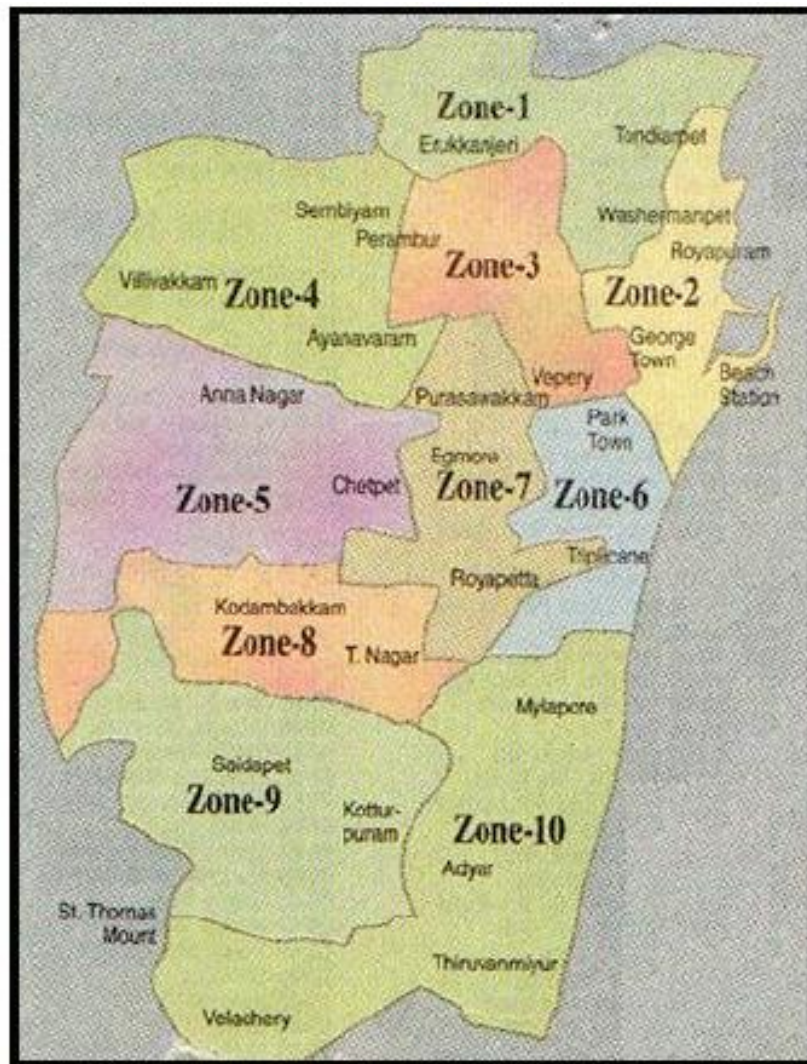 Zone-1
Erukkanjeri
Tondiarpet
Sembiyam
Perambur
Washermanpet
Royapuram
Zone-3
Villivakkam
Zone-4
Zone-2
Ayanavaram
George
Town
Vepery
Beach
Station
Anna Nagar
Purasawakkam
Park
Town
Egmore
Chetpet
Zone-5
Zone-7
Zone-6
Triplicane
Royapetta
Kodambakkam
Zone-8
T. Nagar
Mylapore
Saidapet
Zone-9
Kottur-
puram
Zone-10
Adyar
St. Thomas
Mount
Thiruvanmiyur
Velachery